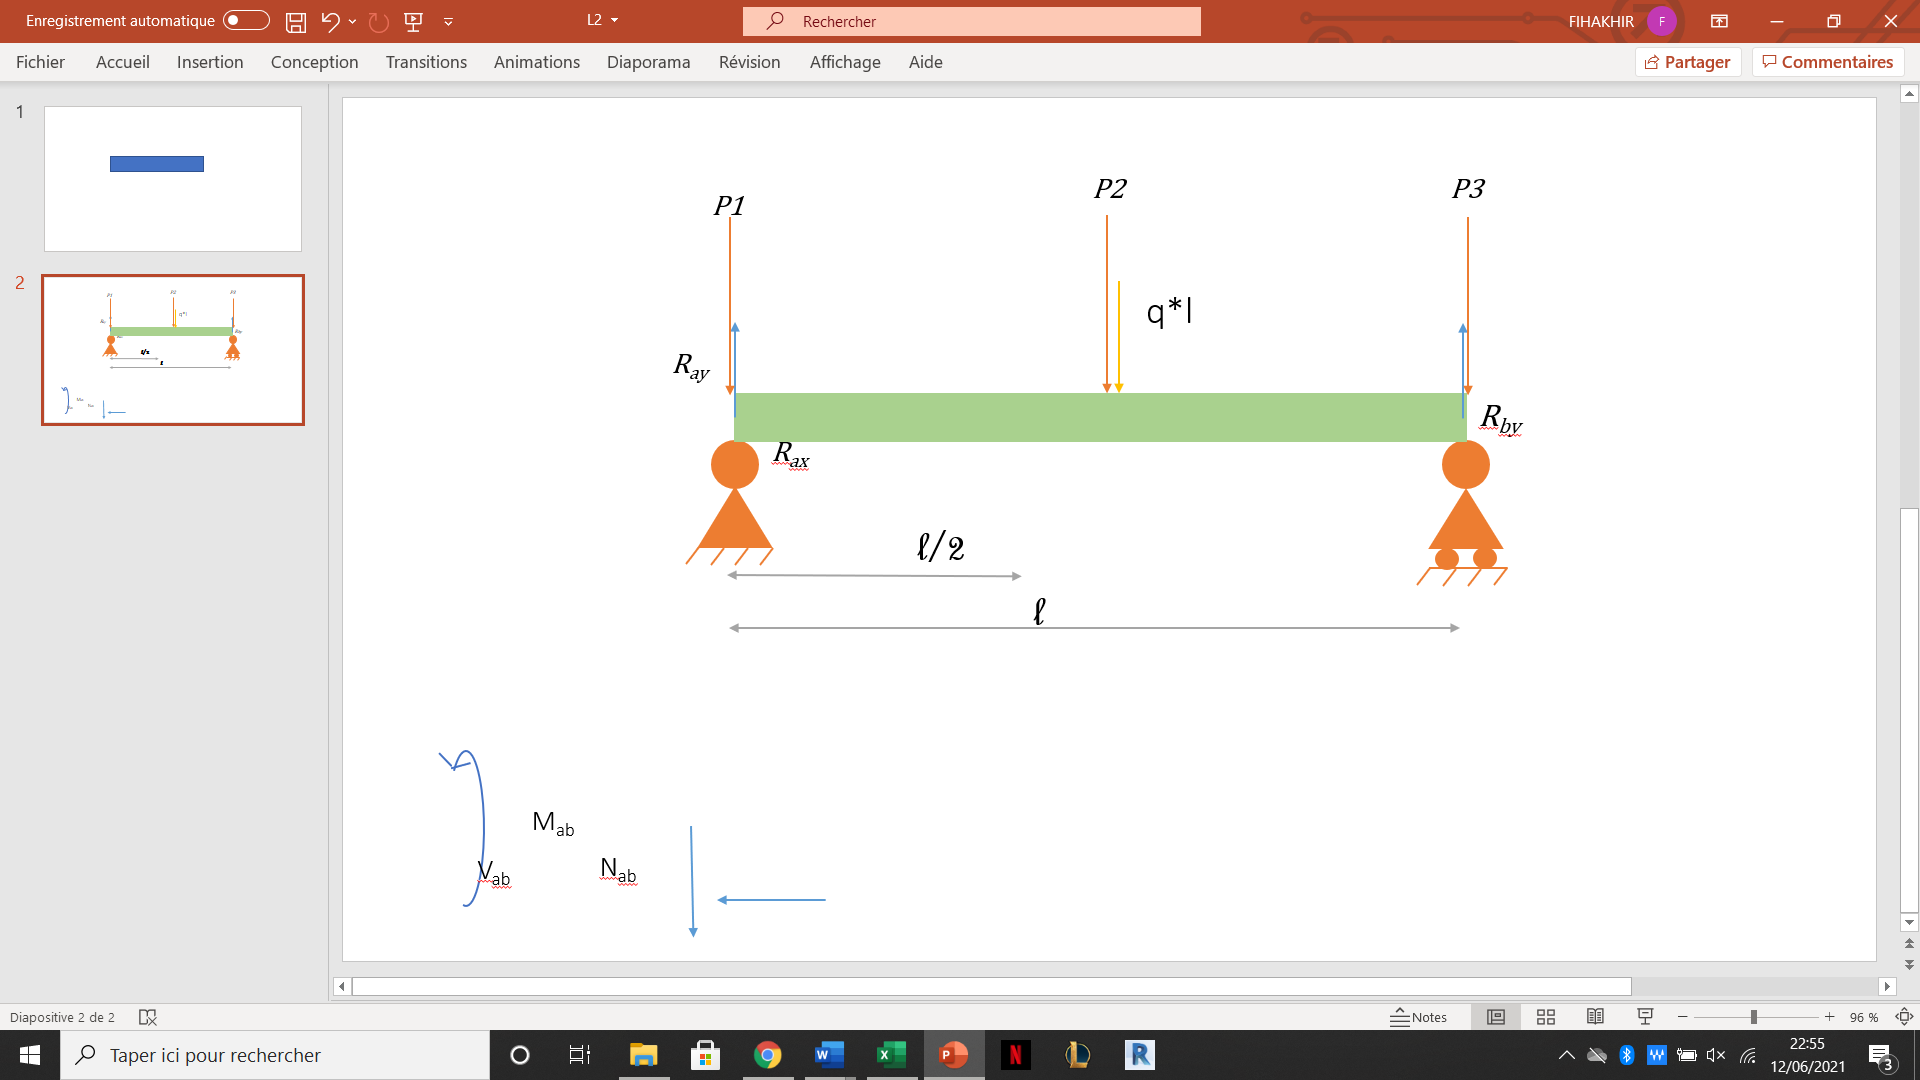 Enregistrement automatique
L2
Rechercher
FIHAKHIR
F
Fichier Accueil Insertion Conception Transitions Animations Diaporama Révision Affichage Aide
Partager
Commentaires
1
2
P1
P2
P3
q*l
Ray
Rby
Rax
ℓ/2
ℓ
Mab
Vab
Nab
Diapositive 2 de 2
Notes
96 %
Taper ici pour rechercher
22:55
12/06/2021
3